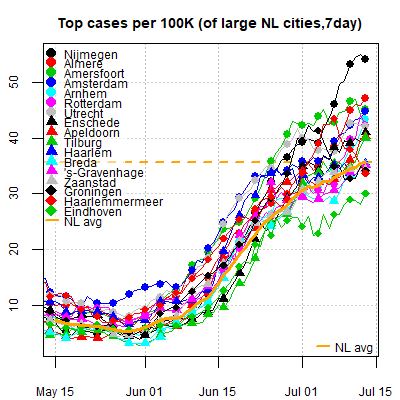 Top cases per 100K (of large NL cities,7day)
Nijmegen
Almere
Amersfoort
Amsterdam
Arnhem
Rotterdam
Utrecht
Enschede
Apeldoorn
Tilburg
Haarlem
Breda
's-Gravenhage
Zaanstad
Groningen
Haarlemmermeer
Eindhoven
NL avg
50
40
30
20
10
NL avg
May 15
Jun 01
Jun 15
Jul 01
Jul 15